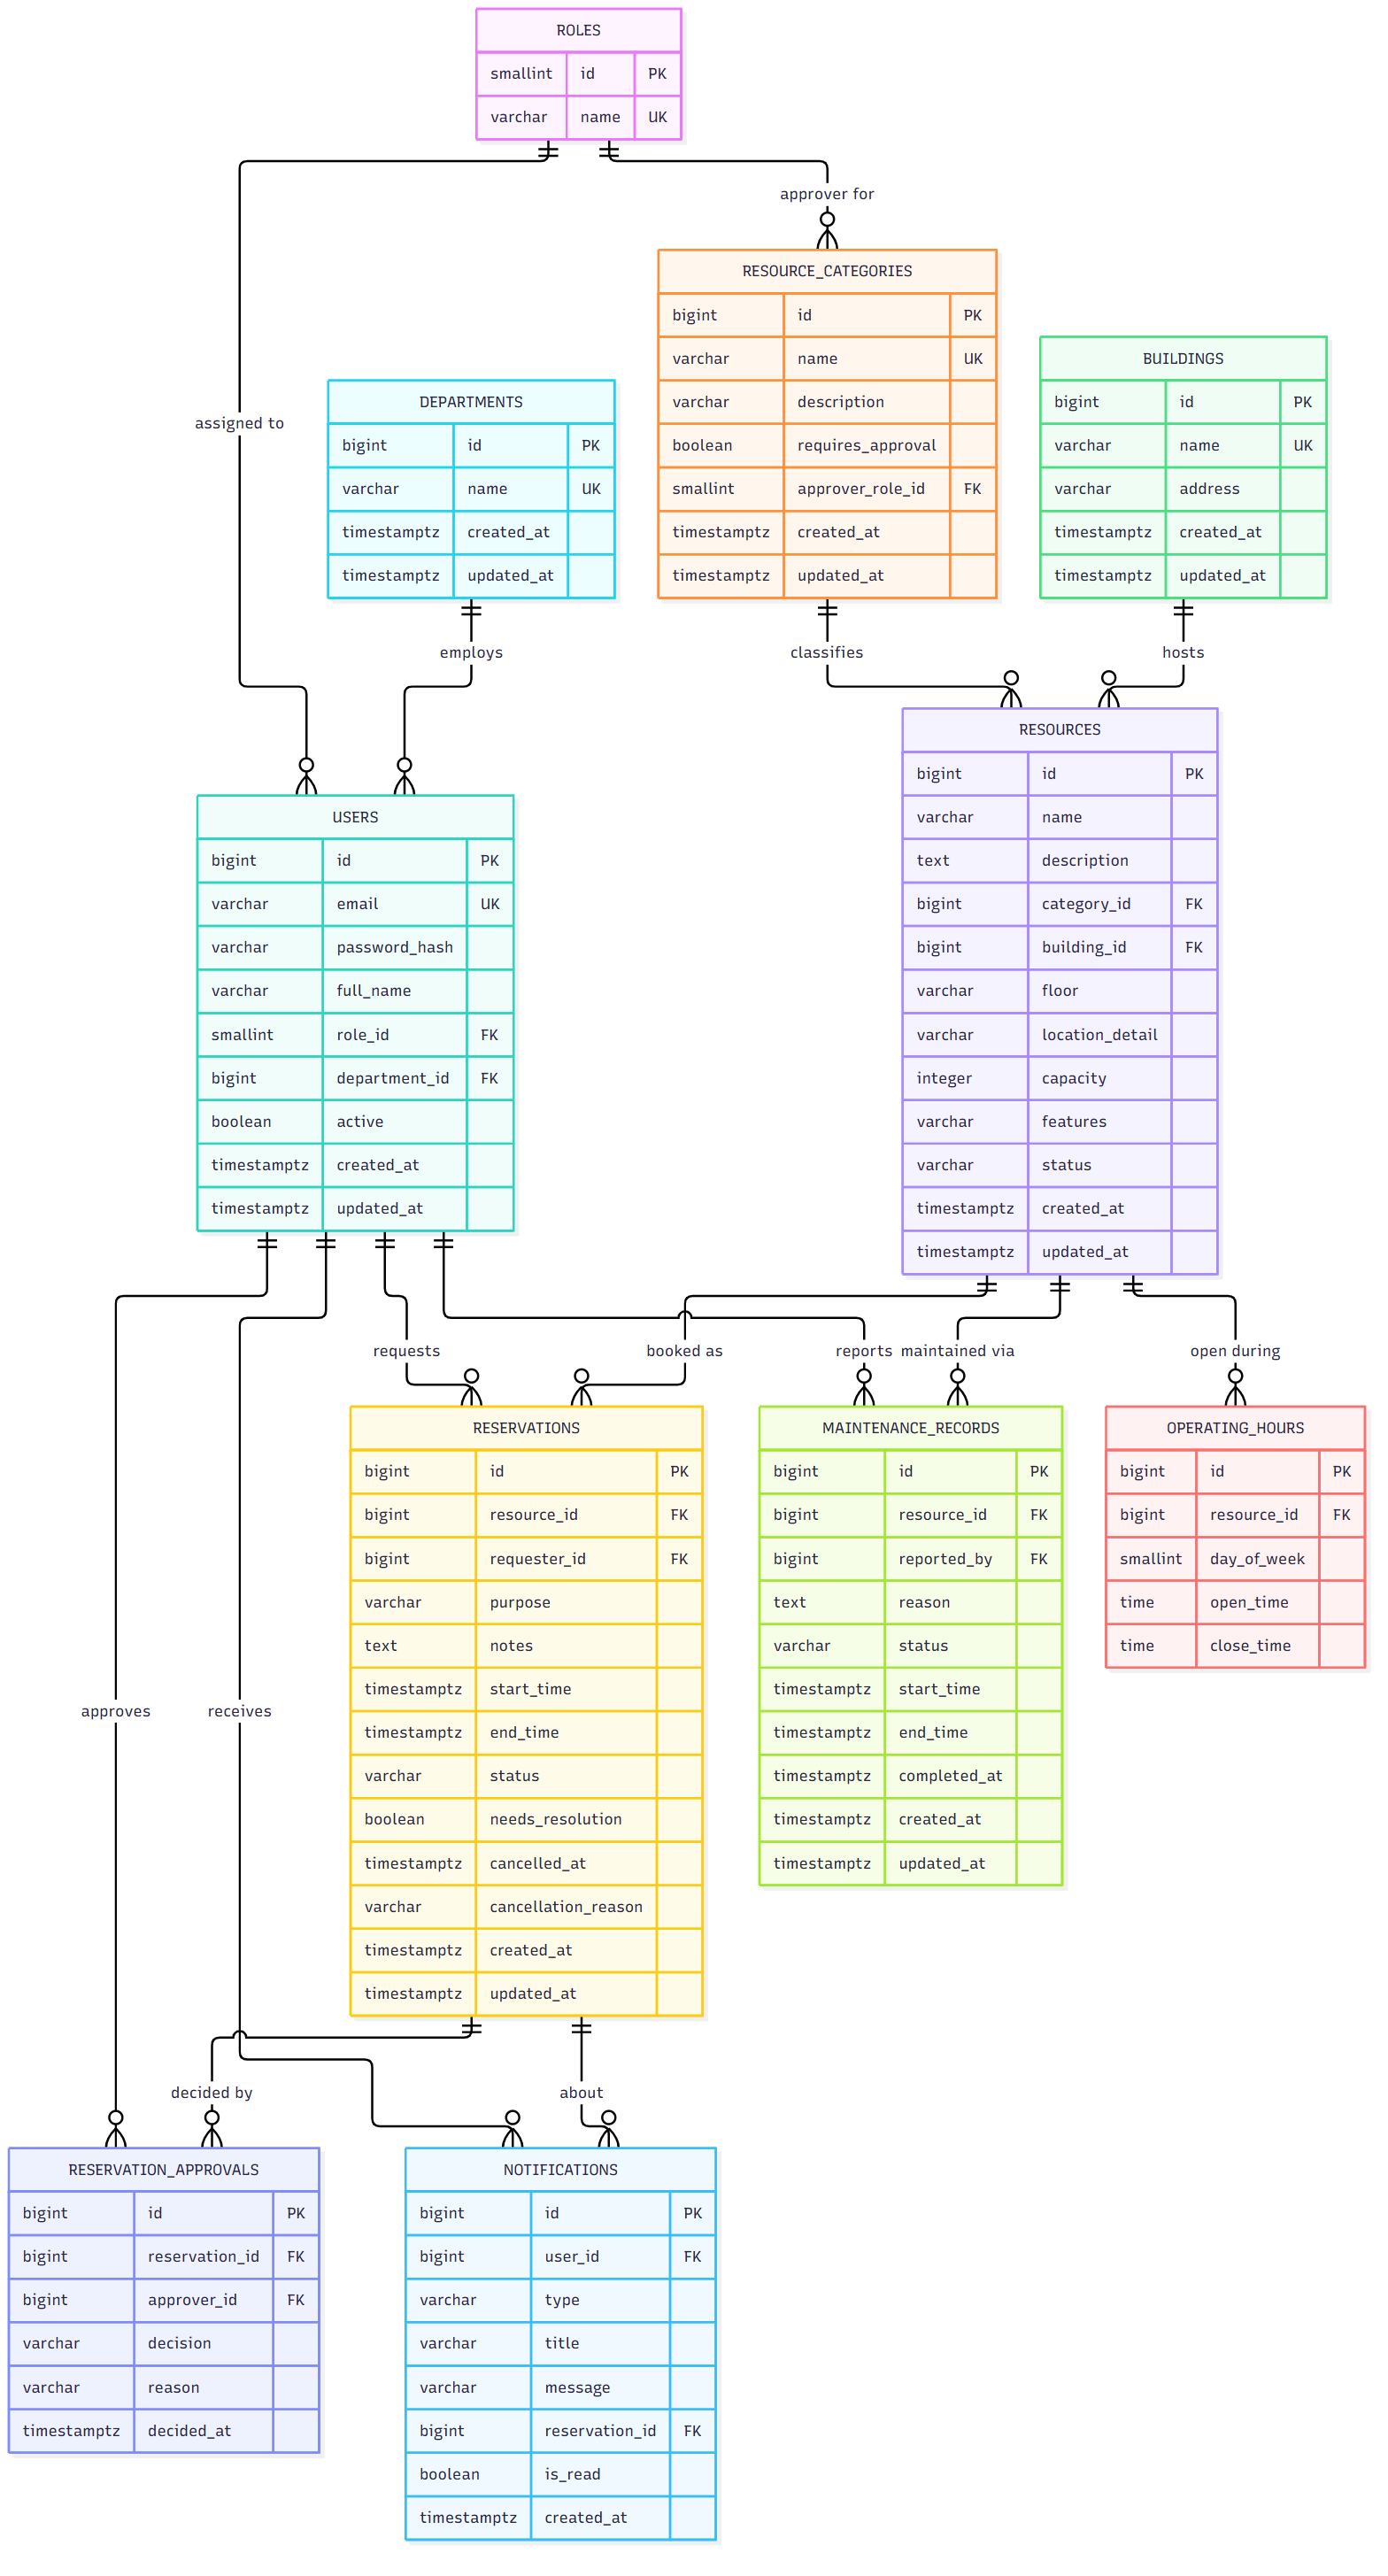 ROLES
smallint id PK
varchar name UK
approver for
RESOURCE_CATEGORIES
bigint id PK
varchar name UK
varchar description
boolean requires_approval
smallint approver_role_id FK
timestamptz created_at
timestamptz updated_at
BUILDINGS
bigint id PK
varchar name UK
varchar address
timestamptz created_at
timestamptz updated_at
DEPARTMENTS
bigint id PK
varchar name UK
timestamptz created_at
timestamptz updated_at
assigned to
employs
classifies
hosts
RESOURCES
bigint id PK
varchar name
text description
bigint category_id FK
bigint building_id FK
varchar floor
varchar location_detail
integer capacity
varchar features
varchar status
timestamptz created_at
timestamptz updated_at
USERS
bigint id PK
varchar email UK
varchar password_hash
varchar full_name
smallint role_id FK
bigint department_id FK
boolean active
timestamptz created_at
timestamptz updated_at
requests
booked as
reports
maintained via
open during
RESERVATIONS
bigint id PK
bigint resource_id FK
bigint requester_id FK
varchar purpose
text notes
timestamptz start_time
timestamptz end_time
varchar status
boolean needs_resolution
timestamptz cancelled_at
varchar cancellation_reason
timestamptz created_at
timestamptz updated_at
MAINTENANCE_RECORDS
bigint id PK
bigint resource_id FK
bigint reported_by FK
text reason
varchar status
timestamptz start_time
timestamptz end_time
timestamptz completed_at
timestamptz created_at
timestamptz updated_at
OPERATING_HOURS
bigint id PK
bigint resource_id FK
smallint day_of_week
time open_time
time close_time
approves
receives
decided by
about
RESERVATION_APPROVALS
bigint id PK
bigint reservation_id FK
bigint approver_id FK
varchar decision
varchar reason
timestamptz decided_at
NOTIFICATIONS
bigint id PK
bigint user_id FK
varchar type
varchar title
varchar message
bigint reservation_id FK
boolean is_read
timestamptz created_at